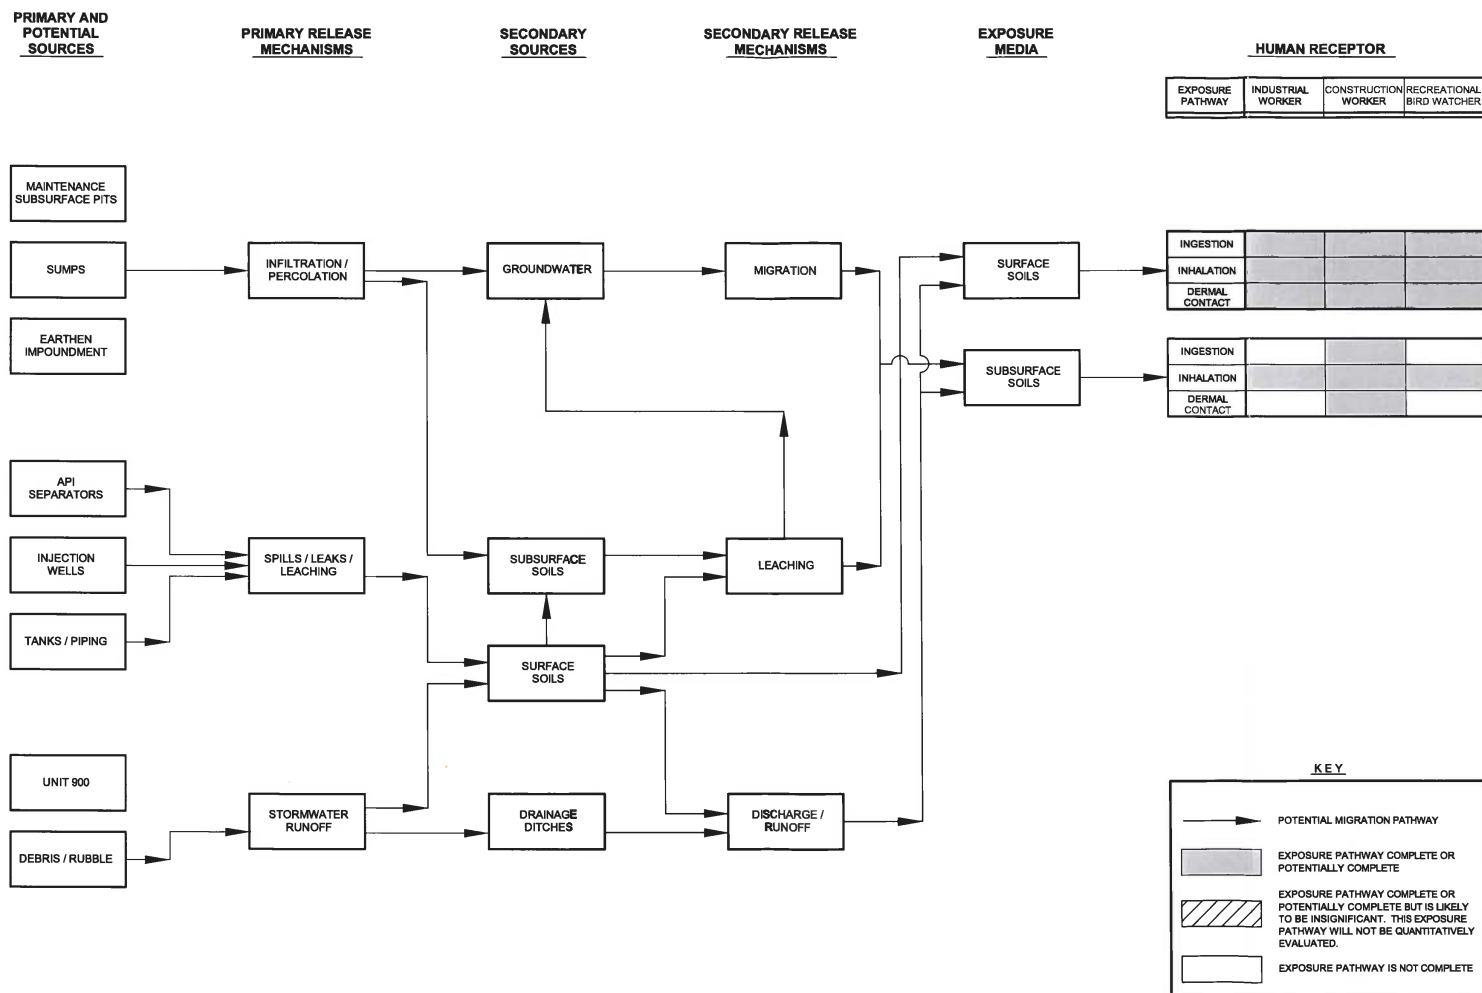 PRIMARY AND
POTENTIAL
SOURCES
PRIMARY RELEASE
MECHANISMS
SECONDARY
SOURCES
SECONDARY RELEASE
MECHANISMS
EXPOSURE
MEDIA
HUMAN RECEPTOR
EXPOSURE
PATHWAY
INDUSTRIAL
WORKER
CONSTRUCTION
WORKER
RECREATIONAL
BIRD WATCHER
MAINTENANCE
SUBSURFACE PITS
SUMPS
INFILTRATION /
PERCOLATION
GROUNDWATER
MIGRATION
SURFACE
SOILS
INGESTION
INHALATION
DERMAL
CONTACT
EARTHEN
IMPOUNDMENT
SUBSURFACE
SOILS
INGESTION
INHALATION
DERMAL
CONTACT
API
SEPARATORS
INJECTION
WELLS
SPILLS / LEAKS /
LEACHING
SUBSURFACE
SOILS
LEACHING
TANKS / PIPING
SURFACE
SOILS
UNIT 900
STORMWATER
RUNOFF
DRAINAGE
DITCHES
DISCHARGE /
RUNOFF
DEBRIS / RUBBLE
KEY
POTENTIAL MIGRATION PATHWAY
EXPOSURE PATHWAY COMPLETE OR
POTENTIALLY COMPLETE
EXPOSURE PATHWAY COMPLETE OR
POTENTIALLY COMPLETE BUT IS LIKELY
TO BE INSIGNIFICANT. THIS EXPOSURE
PATHWAY WILL NOT BE QUANTITATIVELY
EVALUATED.
EXPOSURE PATHWAY IS NOT COMPLETE